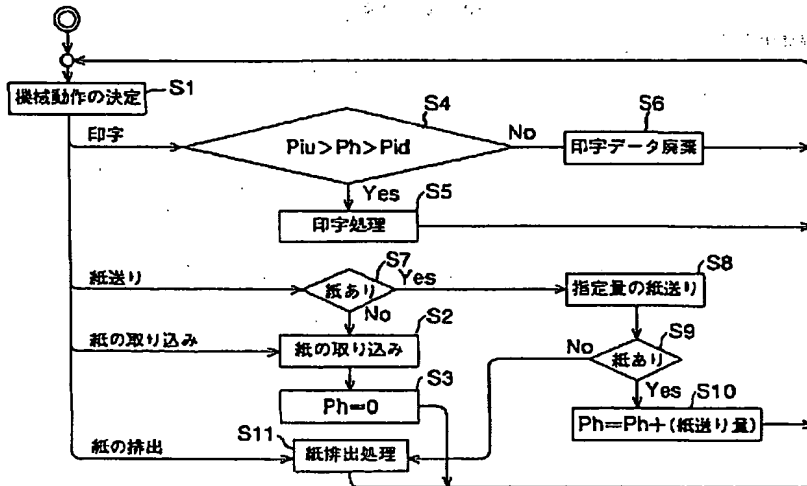 機械動作の決定
S1
印字
Piu>Ph>Pid
S4
No
印字データ廃棄
S6
Yes
印字処理
S5
紙送り
紙あり
S7
Yes
指定量の紙送り
S8
No
紙の取り込み
紙の取り込み
S2
No
紙あり
S9
Ph=0
S3
Yes
S10
Ph=Ph+(紙送り量)
紙の排出
S11
紙排出処理